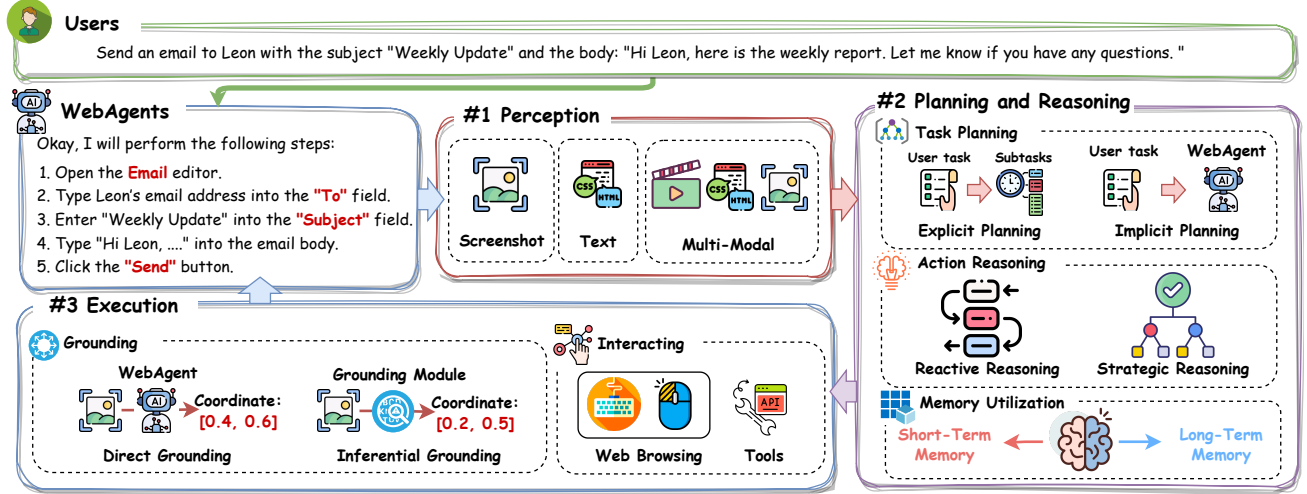 Users
Send an email to Leon with the subject "Weekly Update" and the body: "Hi Leon, here is the weekly report. Let me know if you have any questions. "
AI
WebAgents
Okay, I will perform the following steps:
1. Open the Email editor.
2. Type Leon's email address into the "To" field.
3. Enter "Weekly Update" into the "Subject" field.
4. Type "Hi Leon, ...." into the email body.
5. Click the "Send" button.
#1 Perception
Screenshot
CSS
HTML
Text
CSS
HTML
Multi-Modal
#2 Planning and Reasoning
Task Planning
User task
Subtasks
Explicit Planning
User task
WebAgent
AI
Implicit Planning
Action Reasoning
Reactive Reasoning
Strategic Reasoning
Memory Utilization
Short-Term
Memory
Long-Term
Memory
#3 Execution
Grounding
WebAgent
AI
Coordinate:
[0.4, 0.6]
Direct Grounding
Grounding Module
Coordinate:
[0.2, 0.5]
Inferential Grounding
Interacting
Web Browsing
API
Tools